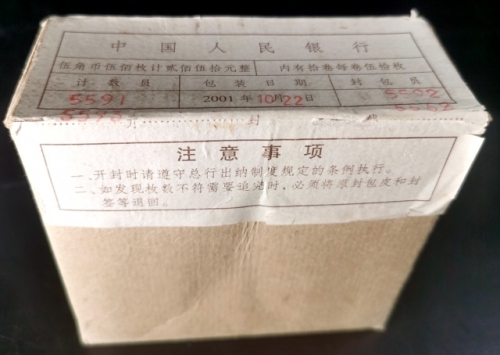 中国人民银行
伍角币伍佰枚计贰佰伍拾元整 内有拾卷每卷伍拾枚
计数员 包装日期 封包员
5591 2001年10月22日 5502
封
注意事项
一、开封时请遵守总行出纳制度规定的条例执行。
二、如发现枚数不符需要追究时，必须将原封包皮和封
签等退回。